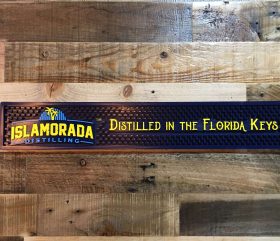 ISLAMORADA
DISTILLING
DISTILLED IN THE FLORIDA KEYS